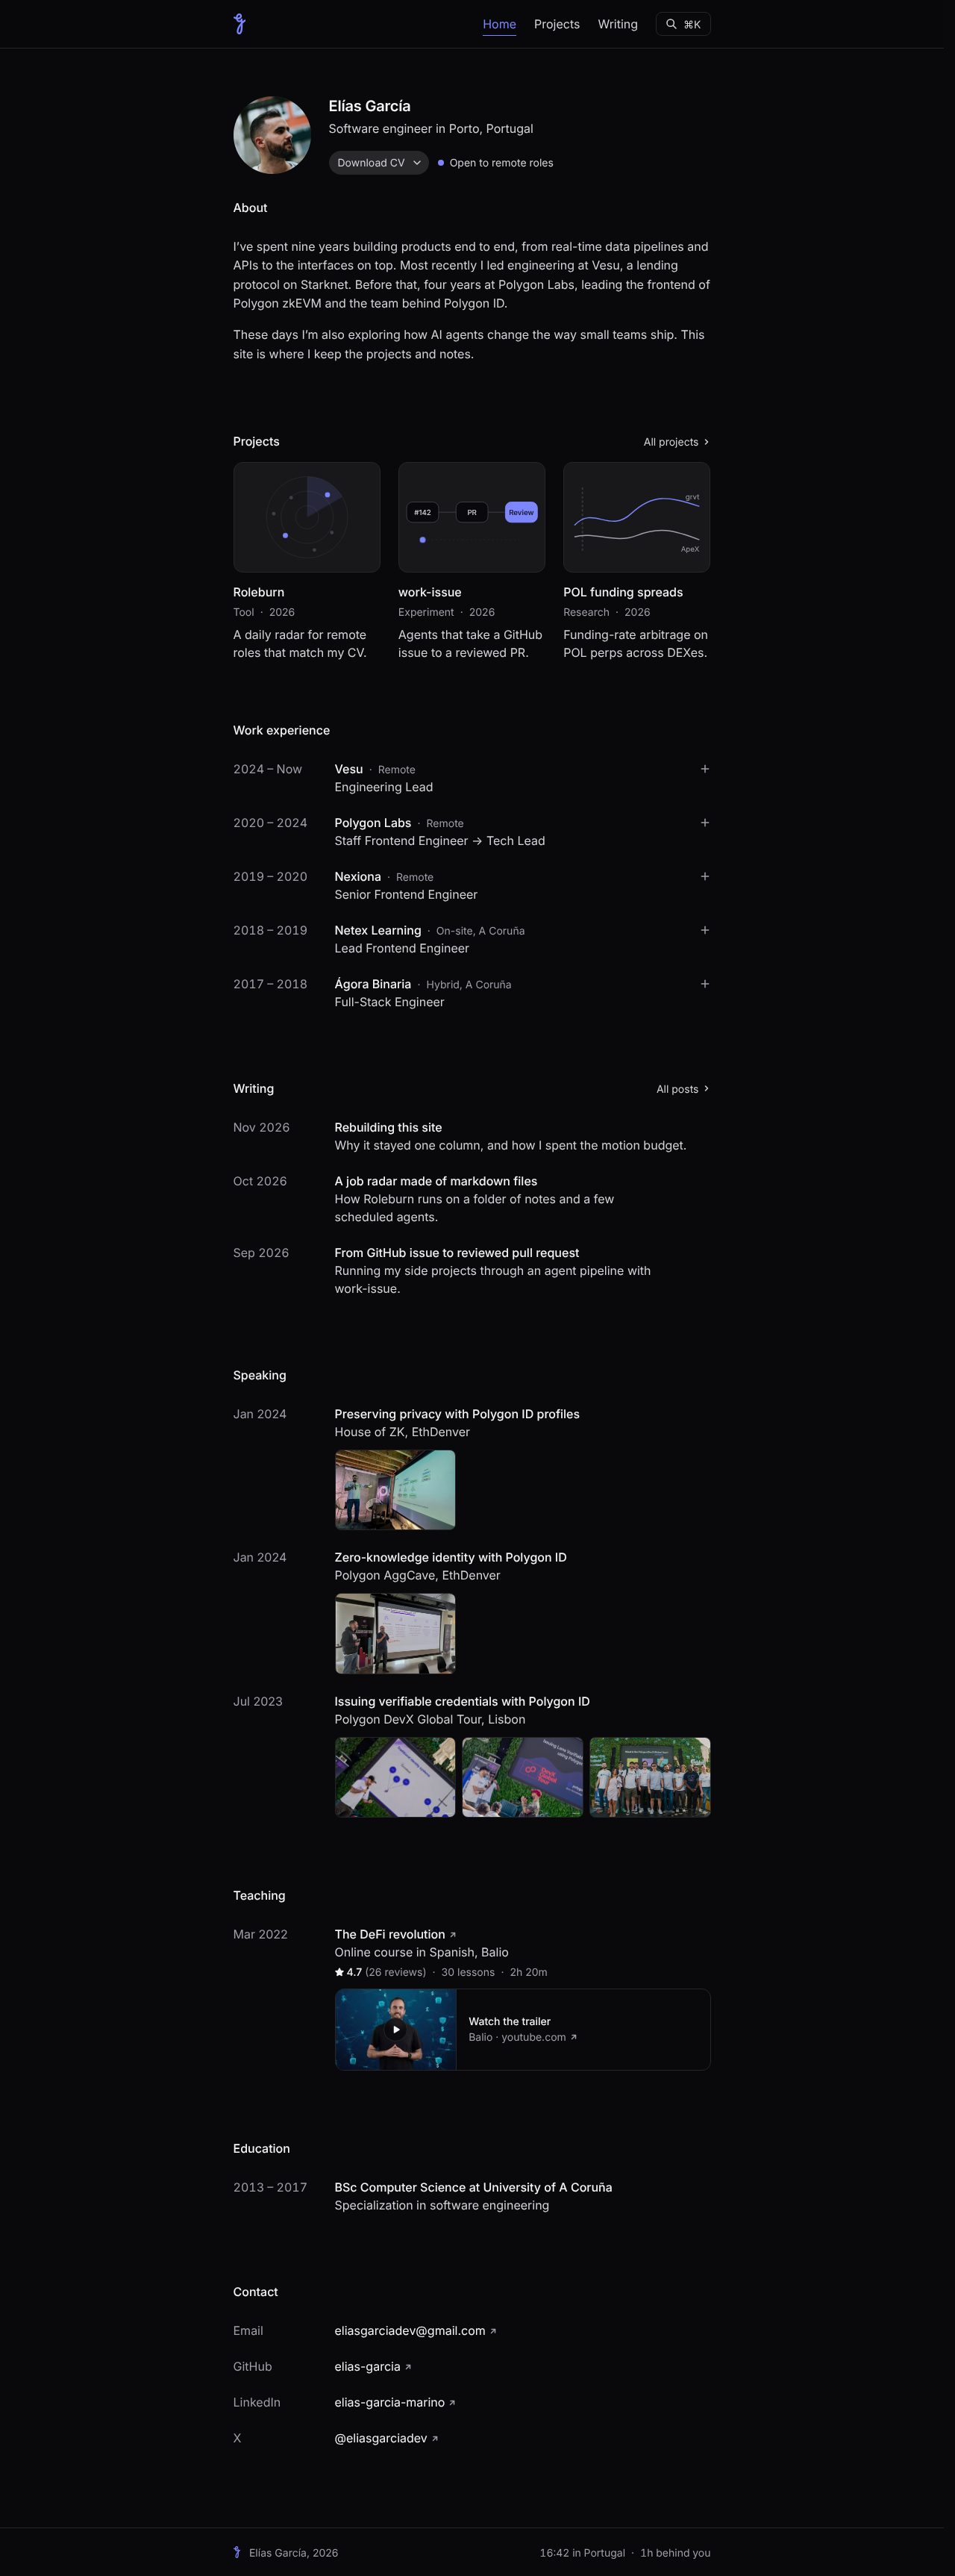 Home Projects Writing ⌘K
Elías García
Software engineer in Porto, Portugal
Download CV Open to remote roles
About
I’ve spent nine years building products end to end, from real-time data pipelines and
APIs to the interfaces on top. Most recently I led engineering at Vesu, a lending
protocol on Starknet. Before that, four years at Polygon Labs, leading the frontend of
Polygon zkEVM and the team behind Polygon ID.
These days I’m also exploring how AI agents change the way small teams ship. This
site is where I keep the projects and notes.
Projects All projects
#142 PR Review
grvt
ApeX
Roleburn
Tool · 2026
A daily radar for remote
roles that match my CV.
work-issue
Experiment · 2026
Agents that take a GitHub
issue to a reviewed PR.
POL funding spreads
Research · 2026
Funding-rate arbitrage on
POL perps across DEXes.
Work experience
2024 – Now Vesu · Remote
Engineering Lead
2020 – 2024 Polygon Labs · Remote
Staff Frontend Engineer → Tech Lead
2019 – 2020 Nexiona · Remote
Senior Frontend Engineer
2018 – 2019 Netex Learning · On-site, A Coruña
Lead Frontend Engineer
2017 – 2018 Ágora Binaria · Hybrid, A Coruña
Full-Stack Engineer
Writing All posts
Nov 2026 Rebuilding this site
Why it stayed one column, and how I spent the motion budget.
Oct 2026 A job radar made of markdown files
How Roleburn runs on a folder of notes and a few
scheduled agents.
Sep 2026 From GitHub issue to reviewed pull request
Running my side projects through an agent pipeline with
work-issue.
Speaking
Jan 2024 Preserving privacy with Polygon ID profiles
House of ZK, EthDenver
Jan 2024 Zero-knowledge identity with Polygon ID
Polygon AggCave, EthDenver
Jul 2023 Issuing verifiable credentials with Polygon ID
Polygon DevX Global Tour, Lisbon
Teaching
Mar 2022 The DeFi revolution ↗
Online course in Spanish, Balio
★ 4.7 (26 reviews) · 30 lessons · 2h 20m
Watch the trailer
Balio · youtube.com ↗
Education
2013 – 2017 BSc Computer Science at University of A Coruña
Specialization in software engineering
Contact
Email eliasgarciadev@gmail.com ↗
GitHub elias-garcia ↗
LinkedIn elias-garcia-marino ↗
X @eliasgarciadev ↗
Elías García, 2026 16:42 in Portugal · 1h behind you